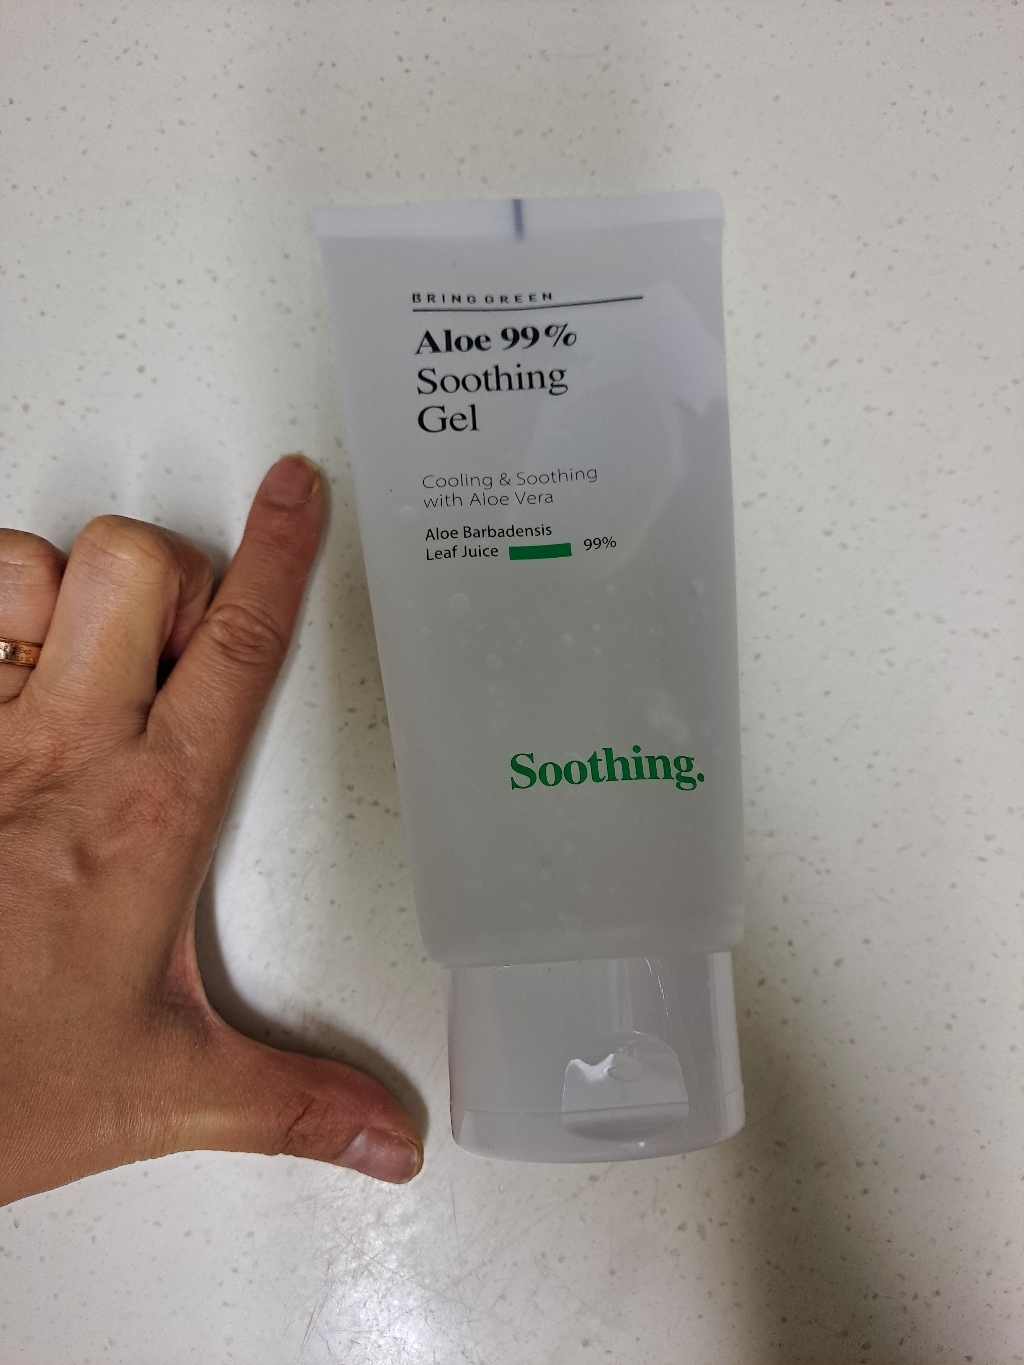 BRING GREEN
Aloe 99%
Soothing
Gel
Cooling & Soothing
with Aloe Vera
Aloe Barbadensis
Leaf Juice 99%
Soothing.